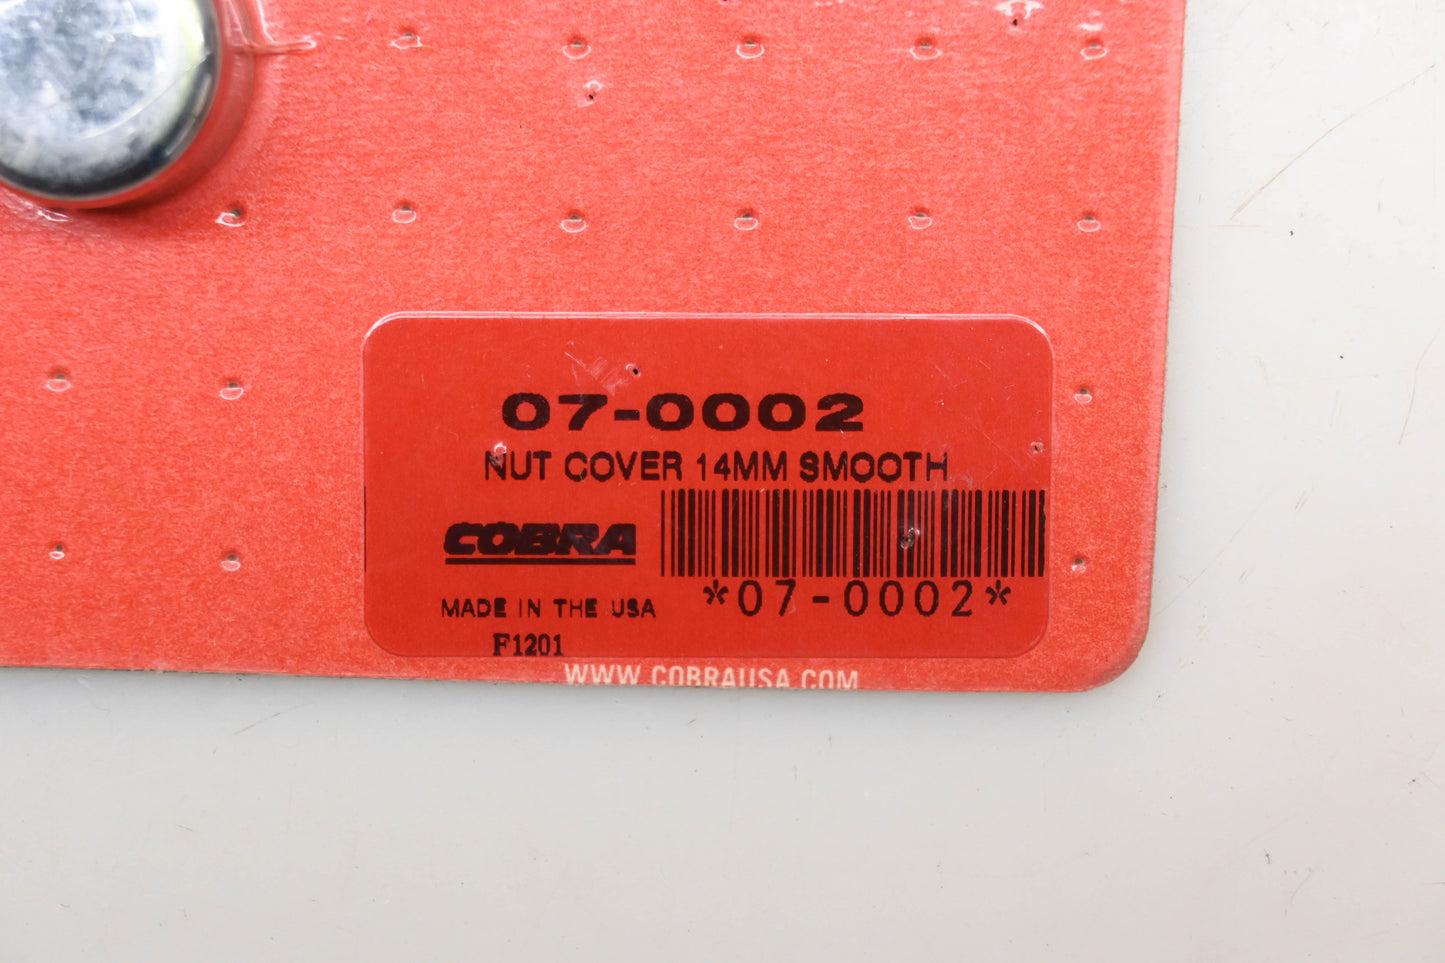 07-0002
NUT COVER 14MM SMOOTH
COBRA
*07-0002*
MADE IN THE USA
F1201
WWW.COBRAUSA.COM